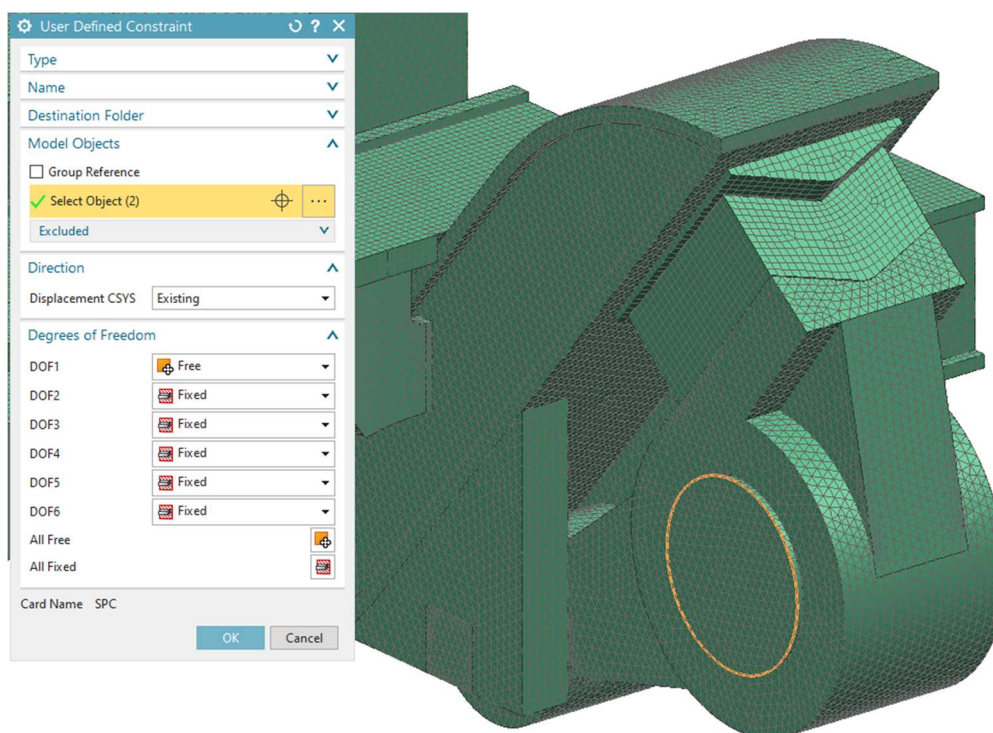 User Defined Constraint
Type
Name
Destination Folder
Model Objects
Group Reference
Select Object (2)
Excluded
Direction
Displacement CSYS Existing
Degrees of Freedom
DOF1 Free
DOF2 Fixed
DOF3 Fixed
DOF4 Fixed
DOF5 Fixed
DOF6 Fixed
All Free
All Fixed
Card Name SPC
OK Cancel